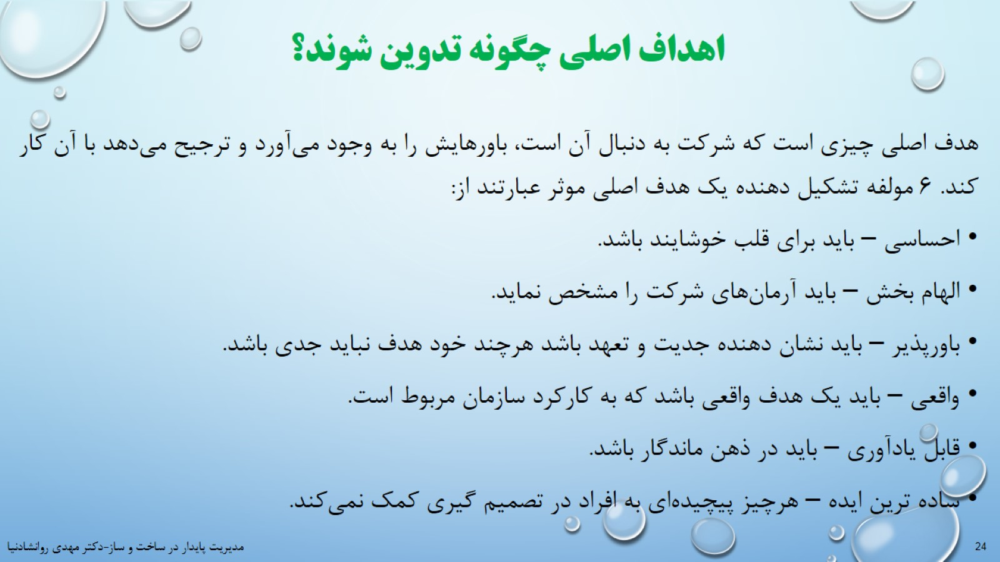 اهداف اصلی چگونه تدوین شوند؟
هدف اصلی چیزی است که شرکت به دنبال آن است، باورهایش را به وجود می‌آورد و ترجیح می‌دهد با آن کار
کند. ۶ مولفه تشکیل دهنده یک هدف اصلی موثر عبارتند از:
• احساسی – باید برای قلب خوشایند باشد.
• الهام بخش – باید آرمان‌های شرکت را مشخص نماید.
• باورپذیر – باید نشان دهنده جدیت و تعهد باشد هرچند خود هدف نباید جدی باشد.
• واقعی – باید یک هدف واقعی باشد که به کارکرد سازمان مربوط است.
• قابل یادآوری – باید در ذهن ماندگار باشد.
• ساده ترین ایده – هرچیز پیچیده‌ای به افراد در تصمیم گیری کمک نمی‌کند.
مدیریت پایدار در ساخت و ساز-دکتر مهدی روانشادنیا
24